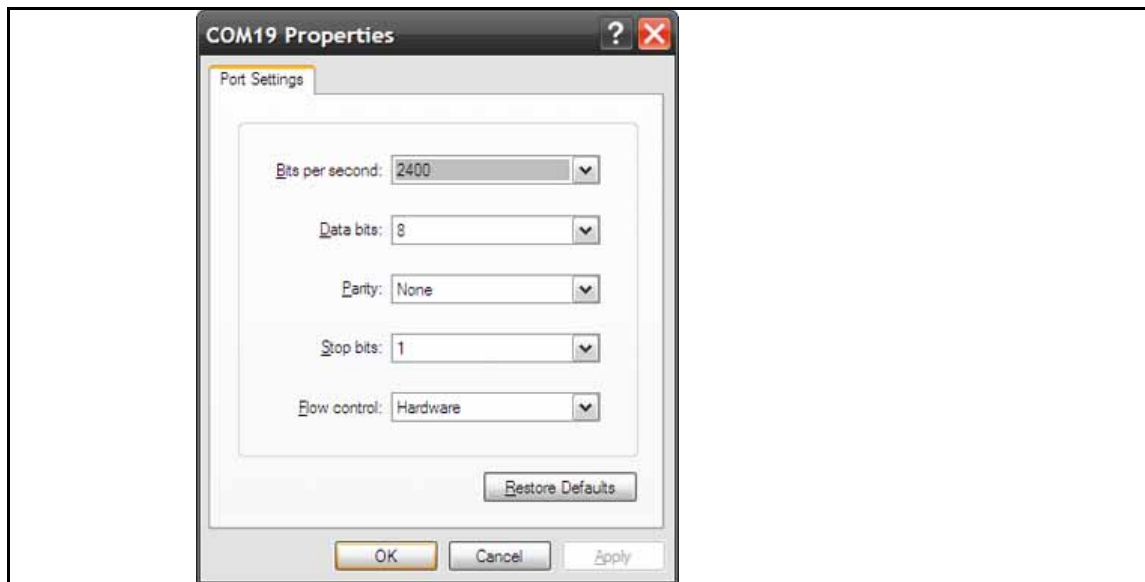 COM19 Properties ?
Port Settings
Bits per second: 2400
Data bits: 8
Parity: None
Stop bits: 1
Flow control: Hardware
Restore Defaults
OK Cancel Apply